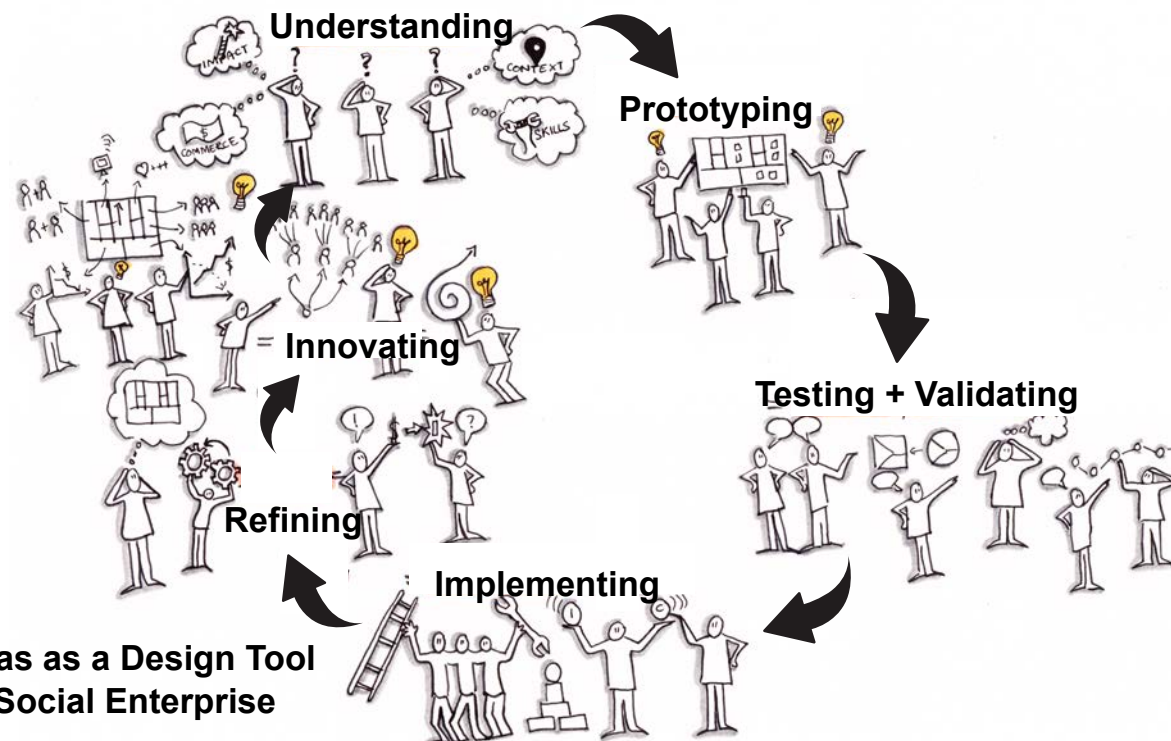 Understanding
IMPACT
CONTEXT
COMMERCE
$
SKILLS
? ? ?
Prototyping
$
$
= Innovating
Testing + Validating
! $ ?
Refining
Implementing
I C
as as a Design Tool
Social Enterprise